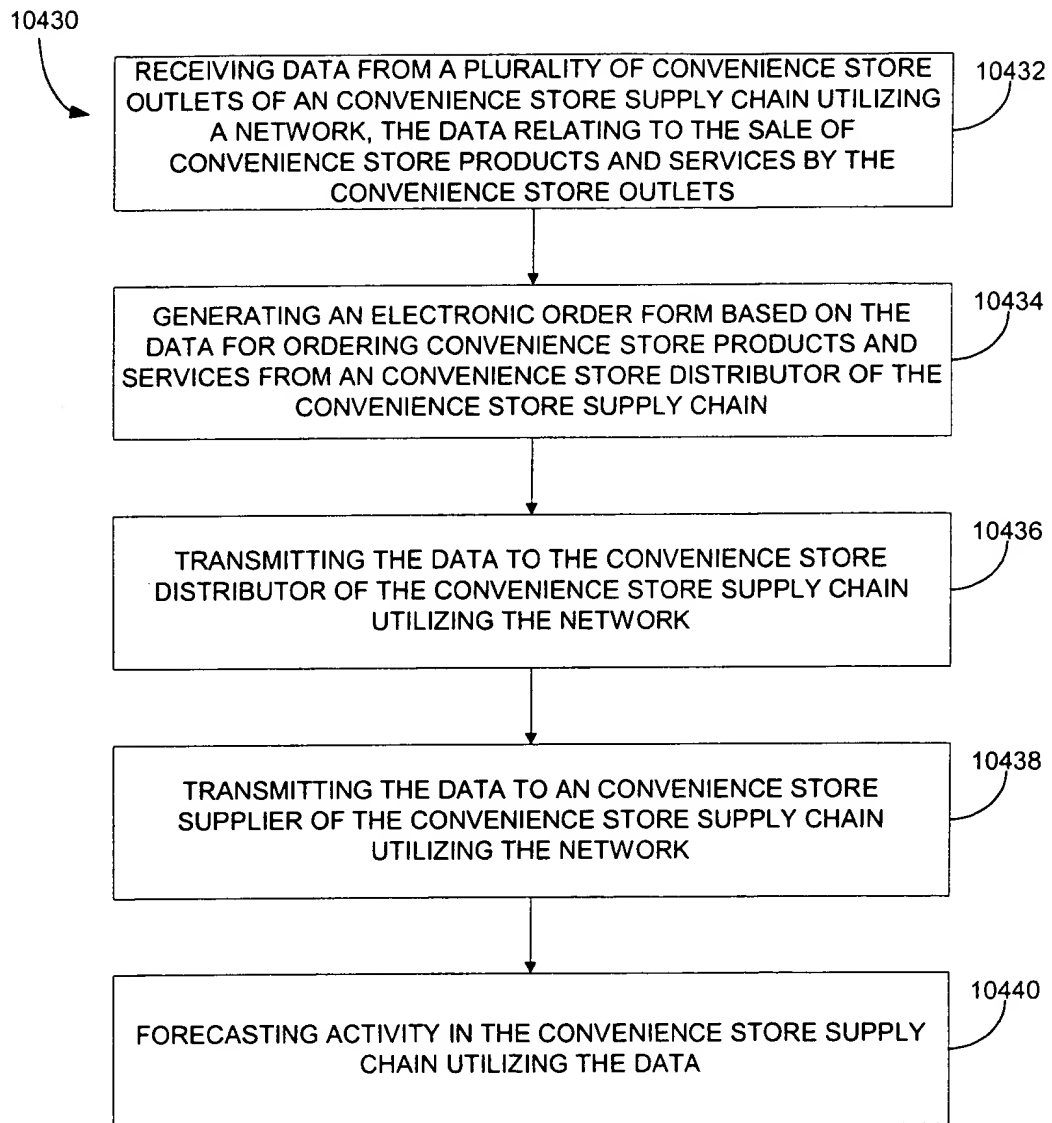 10430
RECEIVING DATA FROM A PLURALITY OF CONVENIENCE STORE
OUTLETS OF AN CONVENIENCE STORE SUPPLY CHAIN UTILIZING
A NETWORK, THE DATA RELATING TO THE SALE OF
CONVENIENCE STORE PRODUCTS AND SERVICES BY THE
CONVENIENCE STORE OUTLETS
10432
GENERATING AN ELECTRONIC ORDER FORM BASED ON THE
DATA FOR ORDERING CONVENIENCE STORE PRODUCTS AND
SERVICES FROM AN CONVENIENCE STORE DISTRIBUTOR OF THE
CONVENIENCE STORE SUPPLY CHAIN
10434
TRANSMITTING THE DATA TO THE CONVENIENCE STORE
DISTRIBUTOR OF THE CONVENIENCE STORE SUPPLY CHAIN
UTILIZING THE NETWORK
10436
TRANSMITTING THE DATA TO AN CONVENIENCE STORE
SUPPLIER OF THE CONVENIENCE STORE SUPPLY CHAIN
UTILIZING THE NETWORK
10438
FORECASTING ACTIVITY IN THE CONVENIENCE STORE SUPPLY
CHAIN UTILIZING THE DATA
10440